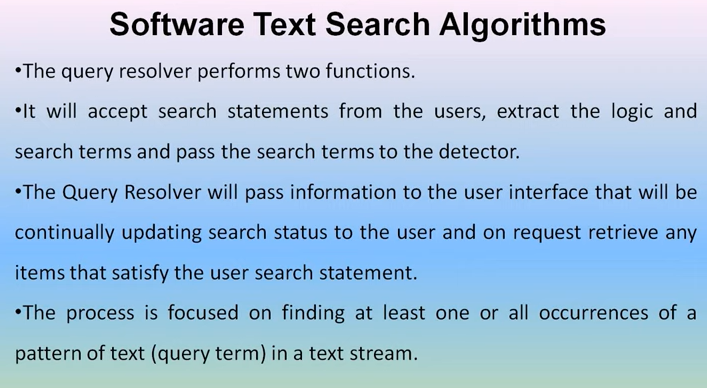 Software Text Search Algorithms
•The query resolver performs two functions.
•It will accept search statements from the users, extract the logic and
search terms and pass the search terms to the detector.
•The Query Resolver will pass information to the user interface that will be
continually updating search status to the user and on request retrieve any
items that satisfy the user search statement.
•The process is focused on finding at least one or all occurrences of a
pattern of text (query term) in a text stream.